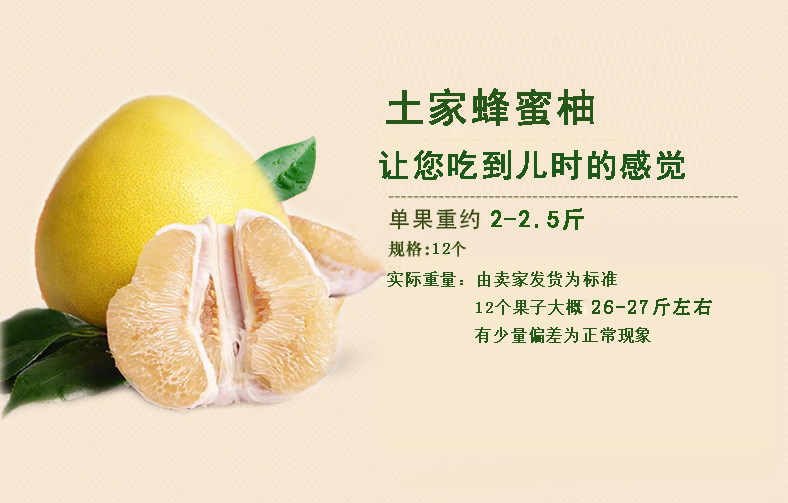 土家蜂蜜柚
让您吃到儿时的感觉
单果重约 2-2.5斤
规格:12个
实际重量：由卖家发货为标准
12个果子大概 26-27斤左右
有少量偏差为正常现象